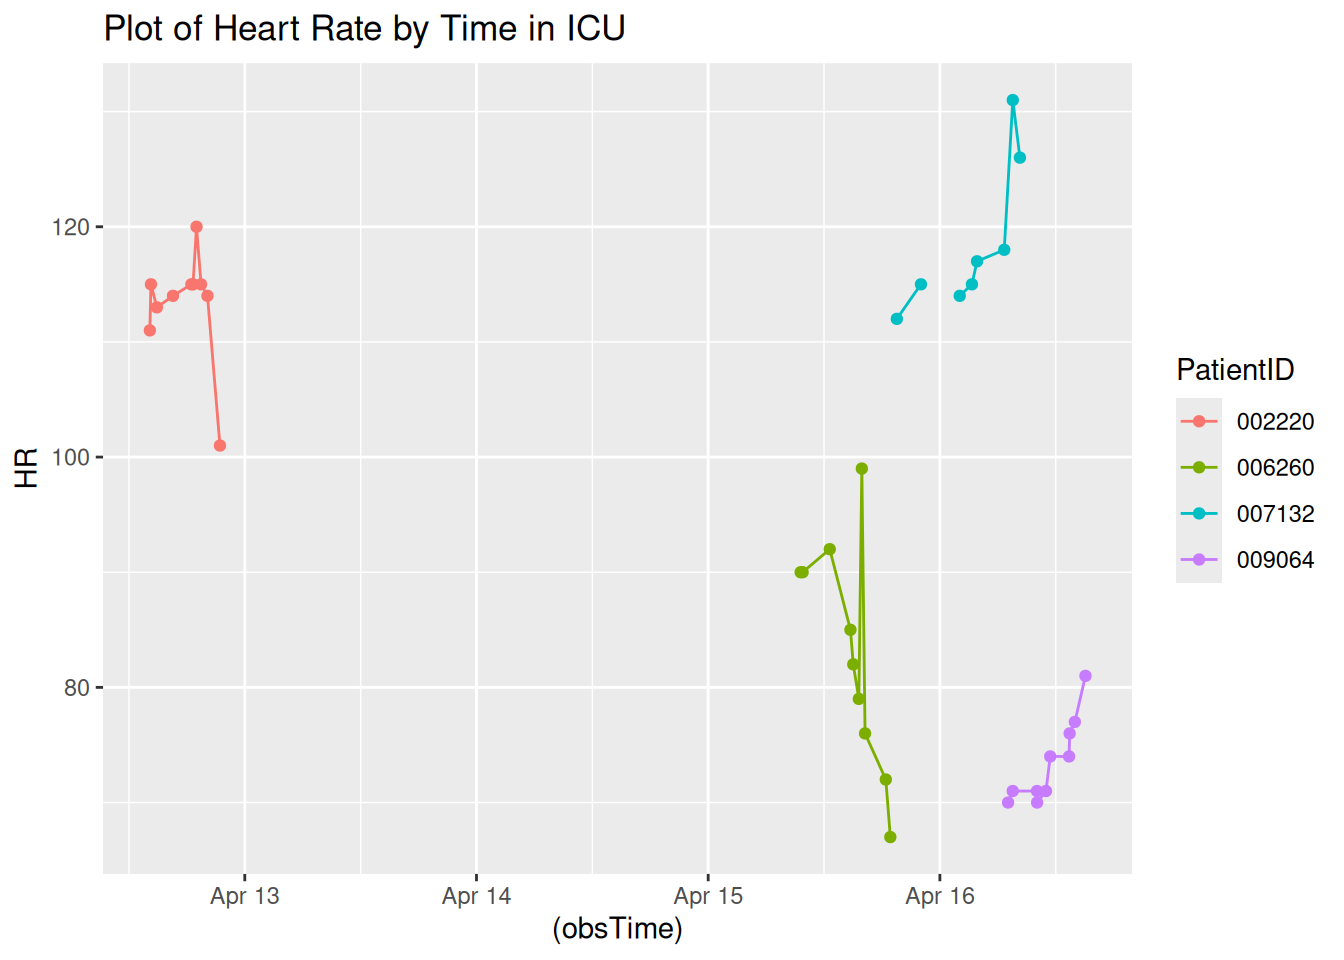 Plot of Heart Rate by Time in ICU
HR
120
100
80
Apr 13
Apr 14
Apr 15
Apr 16
(obsTime)
PatientID
002220
006260
007132
009064